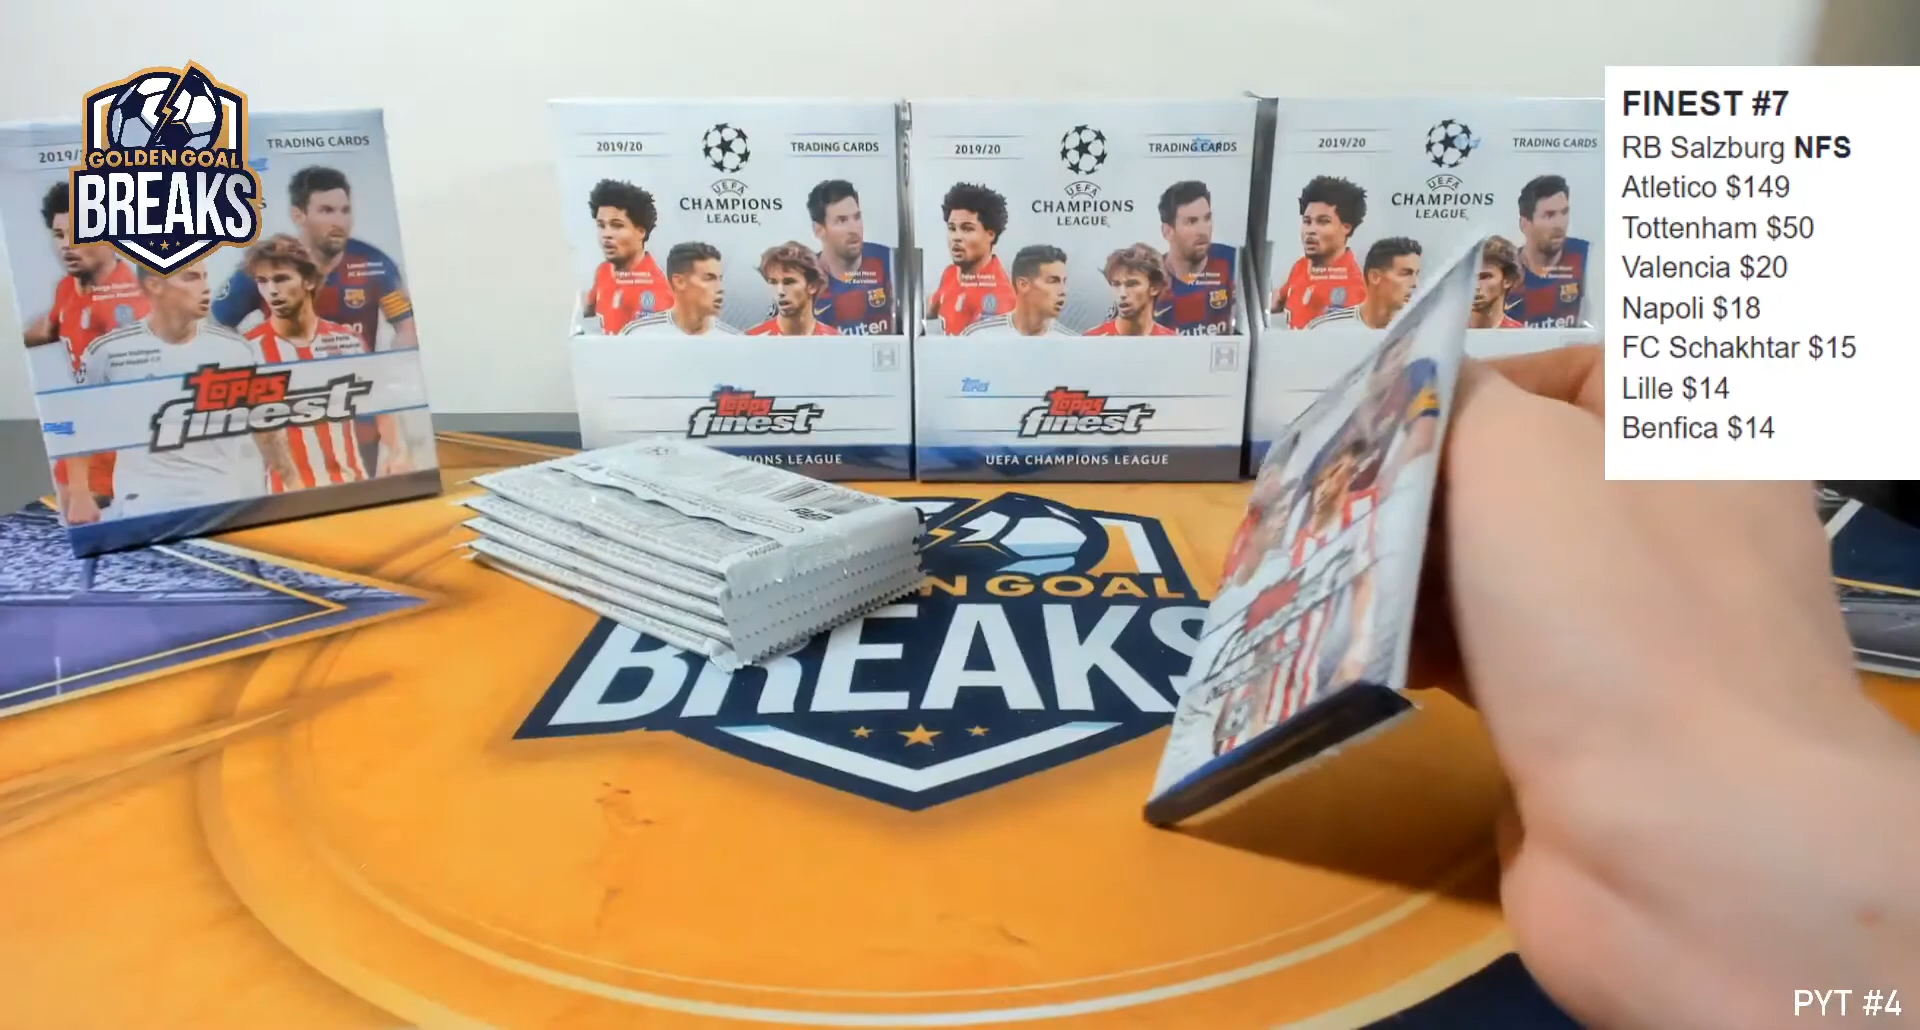 GOLDEN GOAL
BREAKS
2019/
TRADING CARDS
TOPPS
finest
2019/20
TRADING CARDS
UEFA
CHAMPIONS
LEAGUE
TOPPS
finest
IONS LEAGUE
2019/20
TRADING CARDS
UEFA
CHAMPIONS
LEAGUE
TOPPS
finest
UEFA CHAMPIONS LEAGUE
2019/20
TRADING CARDS
UEFA
CHAMPIONS
LEAGUE
FINEST #7
RB Salzburg NFS
Atletico $149
Tottenham $50
Valencia $20
Napoli $18
FC Schakhtar $15
Lille $14
Benfica $14
N GOAL
BREAKS
PYT #4